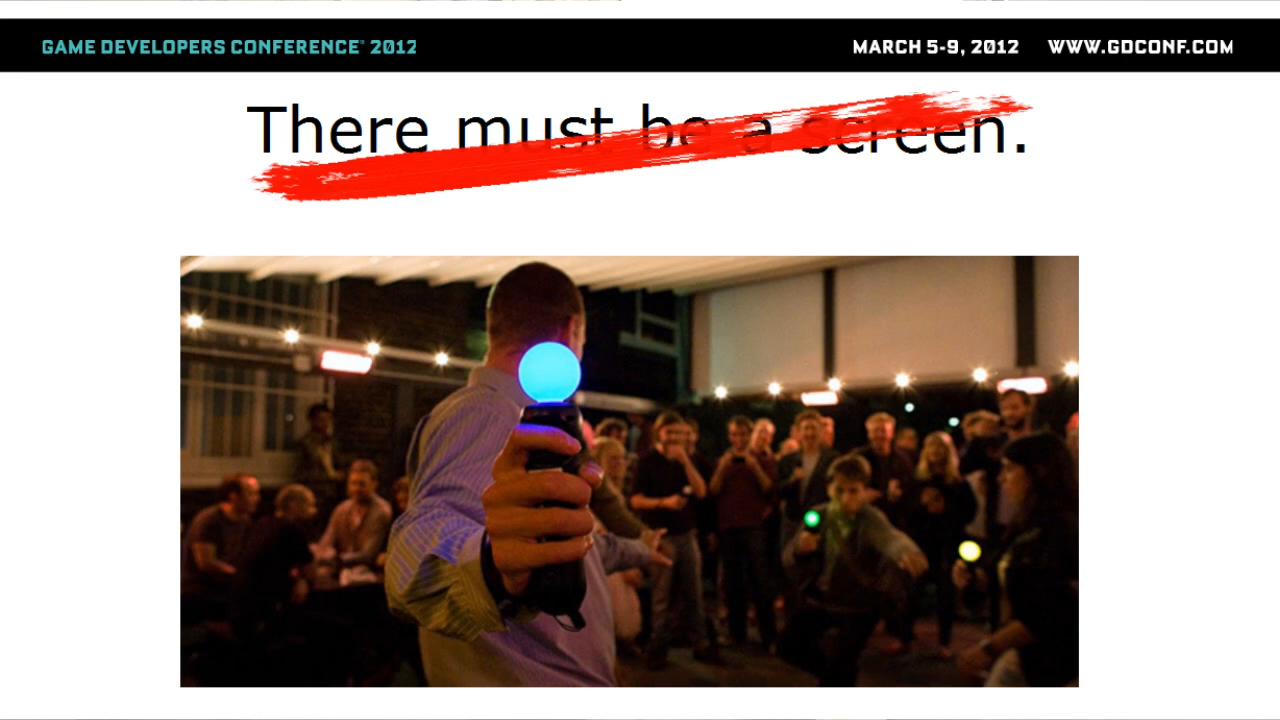 GAME DEVELOPERS CONFERENCE® 2012
MARCH 5-9, 2012 WWW.GDCONF.COM
There must be a screen.